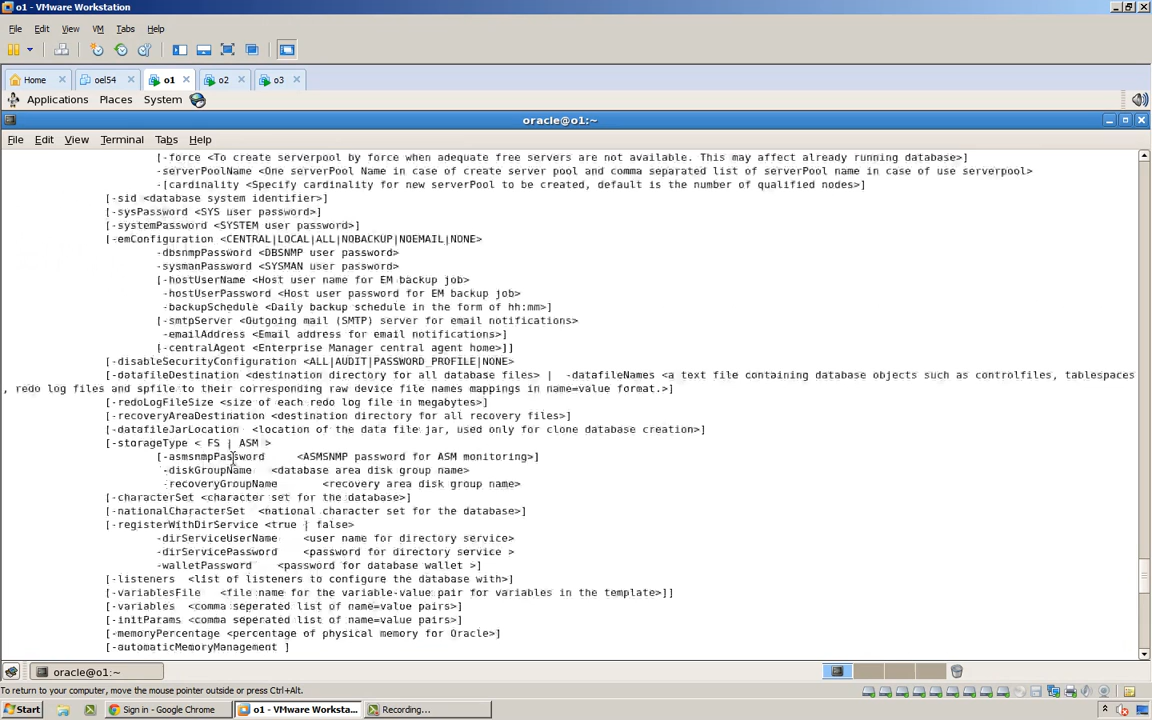 o1 - VMware Workstation
File Edit View VM Tabs Help
Home oel54 o1 o2 o3
Applications Places System
oracle@o1:~
File Edit View Terminal Tabs Help
[-force <To create serverpool by force when adequate free servers are not available. This may affect already running database>]
-serverPoolName <One serverPool Name in case of create server pool and comma separated list of serverPool name in case of use serverpool>
-[cardinality <Specify cardinality for new serverPool to be created, default is the number of qualified nodes>]
[-sid <database system identifier>]
[-sysPassword <SYS user password>]
[-systemPassword <SYSTEM user password>]
[-emConfiguration <CENTRAL|LOCAL|ALL|NOBACKUP|NOEMAIL|NONE>
-dbsnmpPassword <DBSNMP user password>
-sysmanPassword <SYSMAN user password>
[-hostUserName <Host user name for EM backup job>
-hostUserPassword <Host user password for EM backup job>
-backupSchedule <Daily backup schedule in the form of hh:mm>]
[-smtpServer <Outgoing mail (SMTP) server for email notifications>
-emailAddress <Email address for email notifications>]
[-centralAgent <Enterprise Manager central agent home>]]
[-disableSecurityConfiguration <ALL|AUDIT|PASSWORD_PROFILE|NONE>
[-datafileDestination <destination directory for all database files> | -datafileNames <a text file containing database objects such as controlfiles, tablespaces
, redo log files and spfile to their corresponding raw device file names mappings in name=value format.>]
[-redoLogFileSize <size of each redo log file in megabytes>]
[-recoveryAreaDestination <destination directory for all recovery files>]
[-datafileJarLocation <location of the data file jar, used only for clone database creation>]
[-storageType < FS | ASM >
[-asmsnmpPassword <ASMSNMP password for ASM monitoring>]
-diskGroupName <database area disk group name>
-recoveryGroupName <recovery area disk group name>
[-characterSet <character set for the database>]
[-nationalCharacterSet <national character set for the database>]
[-registerWithDirService <true | false>
-dirServiceUserName <user name for directory service>
-dirServicePassword <password for directory service >
-walletPassword <password for database wallet >]
[-listeners <list of listeners to configure the database with>]
[-variablesFile <file name for the variable-value pair for variables in the template>]]
[-variables <comma seperated list of name=value pairs>]
[-initParams <comma seperated list of name=value pairs>]
[-memoryPercentage <percentage of physical memory for Oracle>]
[-automaticMemoryManagement ]
oracle@o1:~
To return to your computer, move the mouse pointer outside or press Ctrl+Alt.
Start Sign in - Google Chrome o1 - VMware Worksta... Recording...